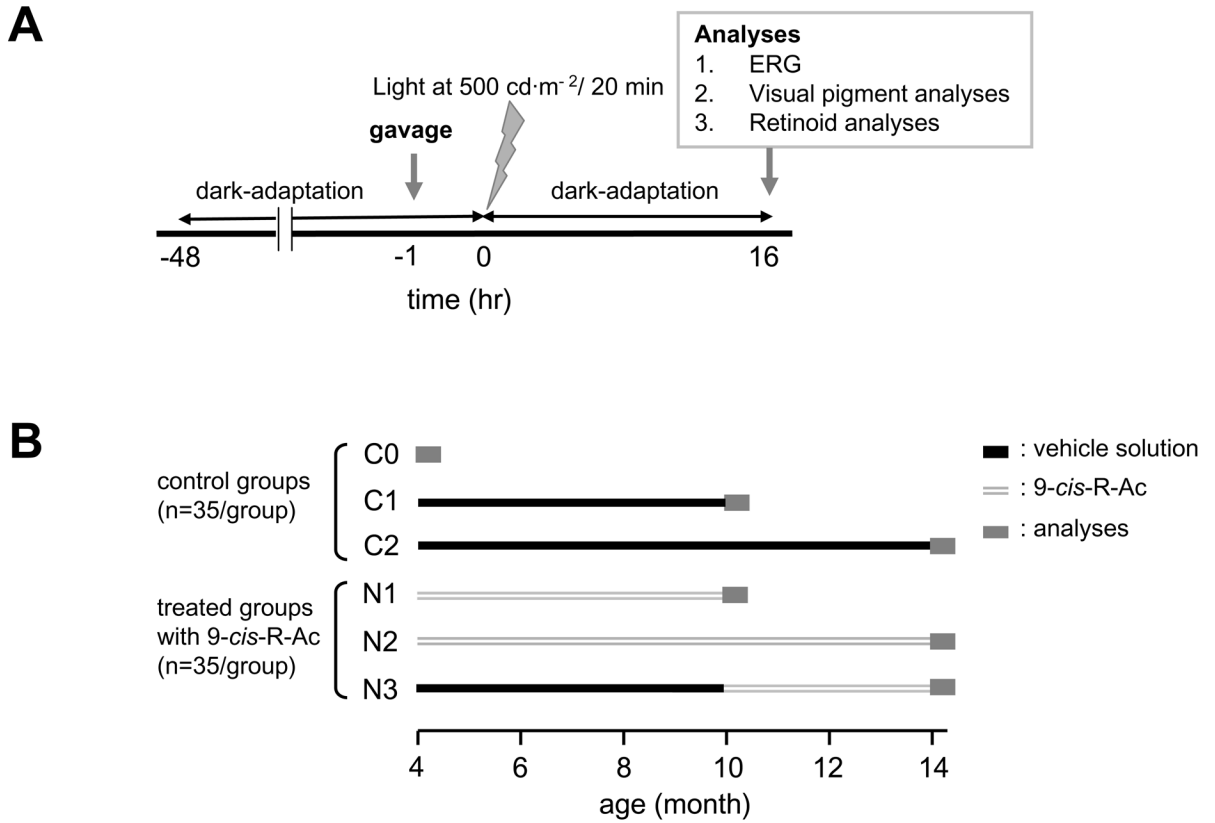 A
Analyses
1. ERG
2. Visual pigment analyses
3. Retinoid analyses
Light at 500 cd·m⁻²/ 20 min
gavage
dark-adaptation
dark-adaptation
-48
-1
0
16
time (hr)
B
control groups
(n=35/group)
C0
C1
C2
treated groups
with 9-cis-R-Ac
(n=35/group)
N1
N2
N3
: vehicle solution
: 9-cis-R-Ac
: analyses
4 6 8 10 12 14
age (month)